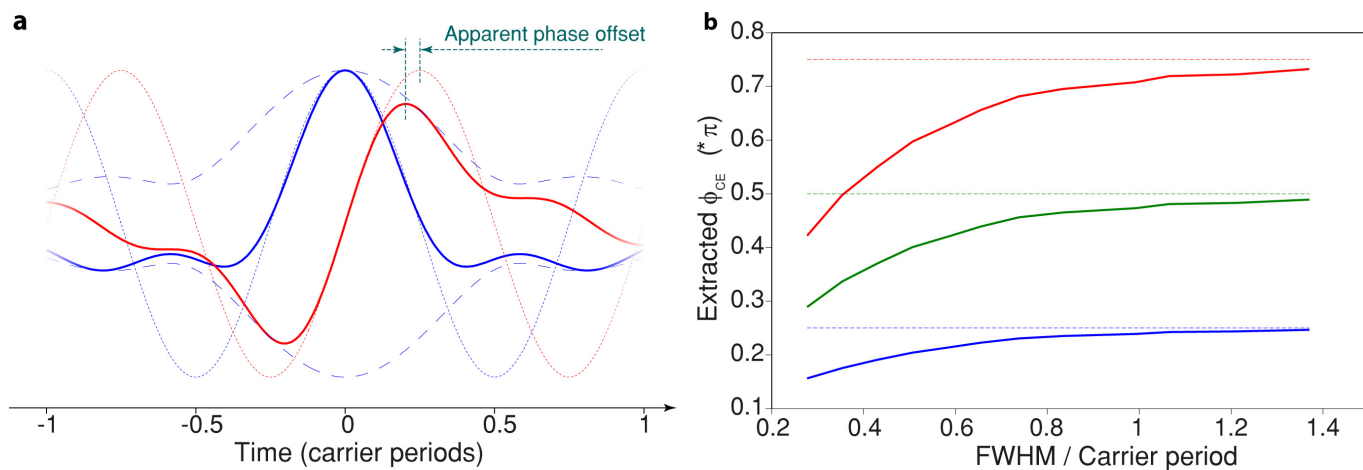 a
Apparent phase offset
-1 -0.5 0 0.5 1
Time (carrier periods)
b
Extracted ϕCE (* π)
0.8
0.7
0.6
0.5
0.4
0.3
0.2
0.1
0.2 0.4 0.6 0.8 1 1.2 1.4
FWHM / Carrier period